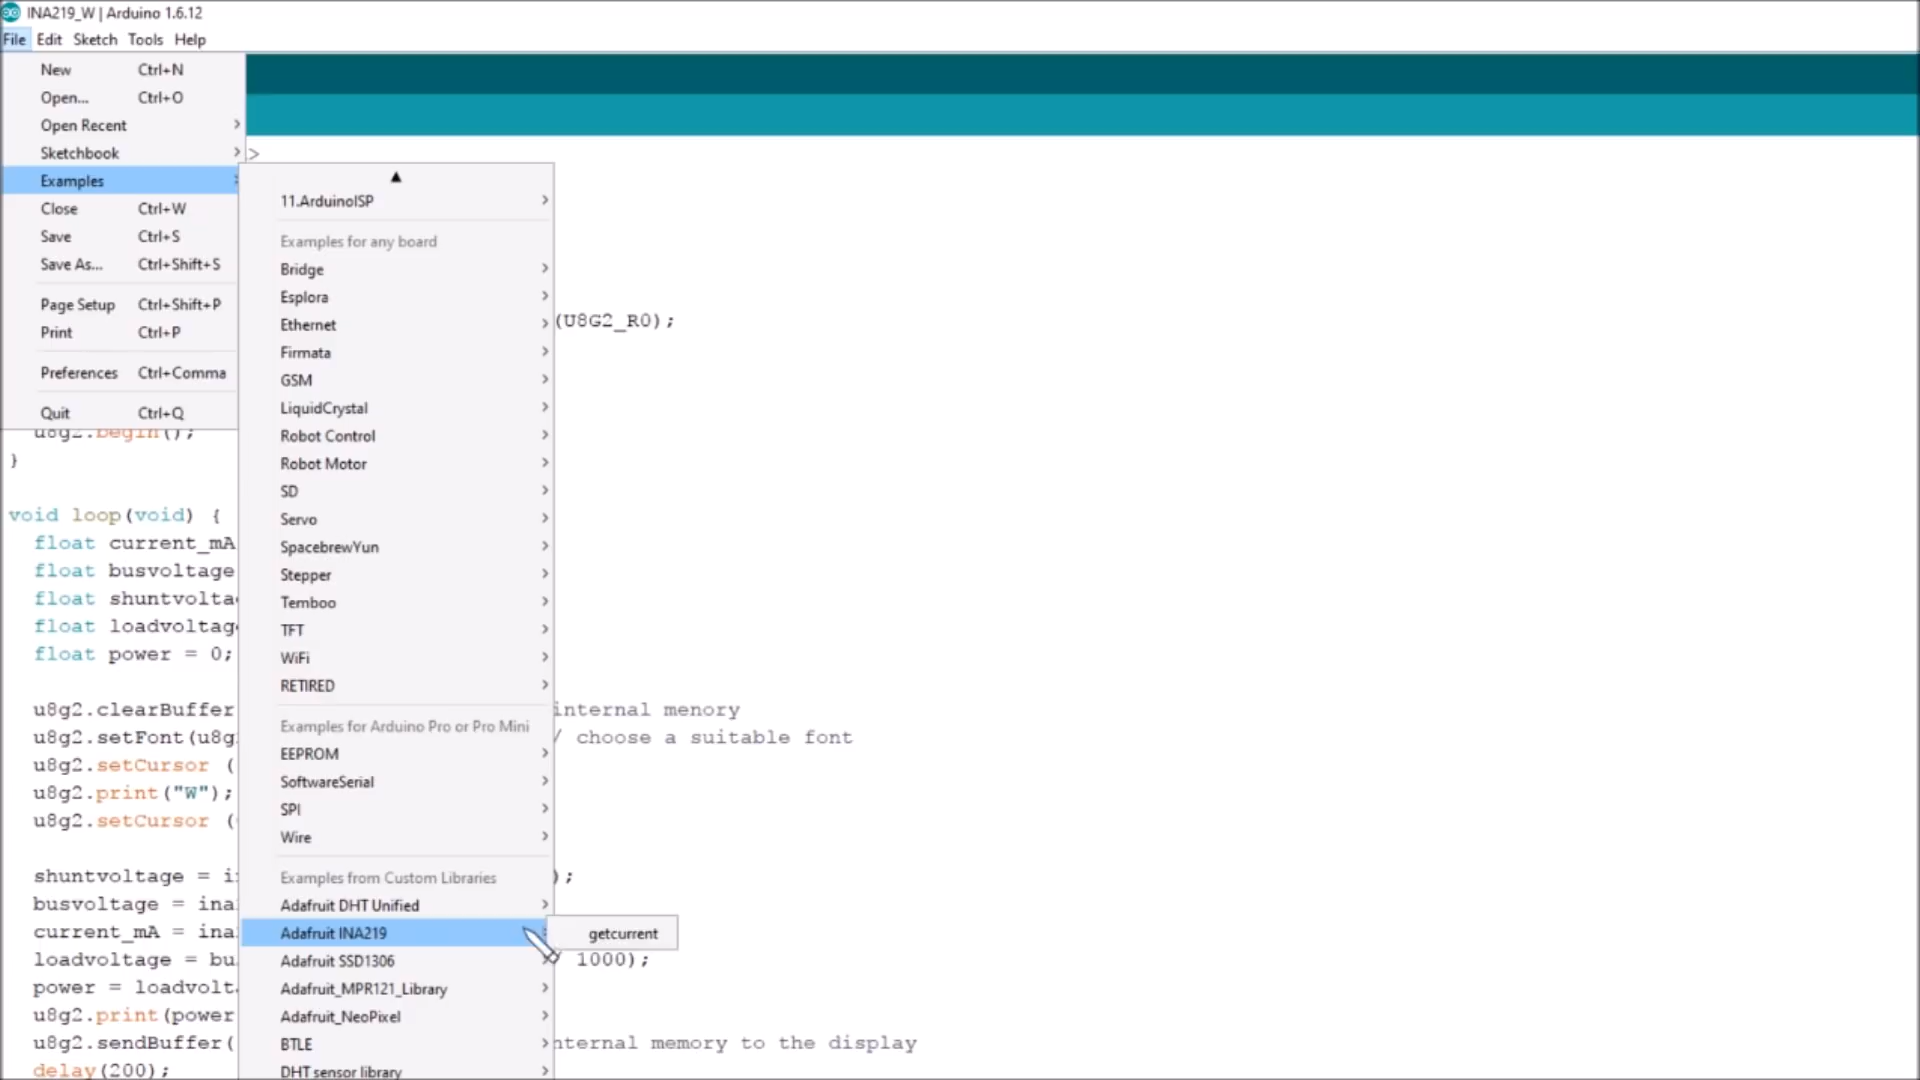 INA219_W | Arduino 1.6.12
File Edit Sketch Tools Help
New Ctrl+N
Open... Ctrl+O
Open Recent
Sketchbook
Examples
Close Ctrl+W
Save Ctrl+S
Save As... Ctrl+Shift+S
Page Setup Ctrl+Shift+P
Print Ctrl+P
Preferences Ctrl+Comma
Quit Ctrl+Q
>
11.ArduinoISP
Examples for any board
Bridge
Esplora
Ethernet
Firmata
GSM
LiquidCrystal
Robot Control
Robot Motor
SD
Servo
SpacebrewYun
Stepper
Temboo
TFT
WiFi
RETIRED
Examples for Arduino Pro or Pro Mini
EEPROM
SoftwareSerial
SPI
Wire
Examples from Custom Libraries
Adafruit DHT Unified
Adafruit INA219
Adafruit SSD1306
Adafruit_MPR121_Library
Adafruit_NeoPixel
BTLE
DHT sensor library
getcurrent
(U8G2_R0);
u8g2.begin();
}
void loop(void) {
float current_mA
float busvoltage
float shuntvolta
float loadvoltag
float power = 0;
u8g2.clearBuffer internal menory
u8g2.setFont(u8g / choose a suitable font
u8g2.setCursor (
u8g2.print("W");
u8g2.setCursor (
shuntvoltage = i );
busvoltage = ina
current_mA = ina
loadvoltage = bu 1000);
power = loadvolt
u8g2.print(power
u8g2.sendBuffer( nternal memory to the display
delay(200);